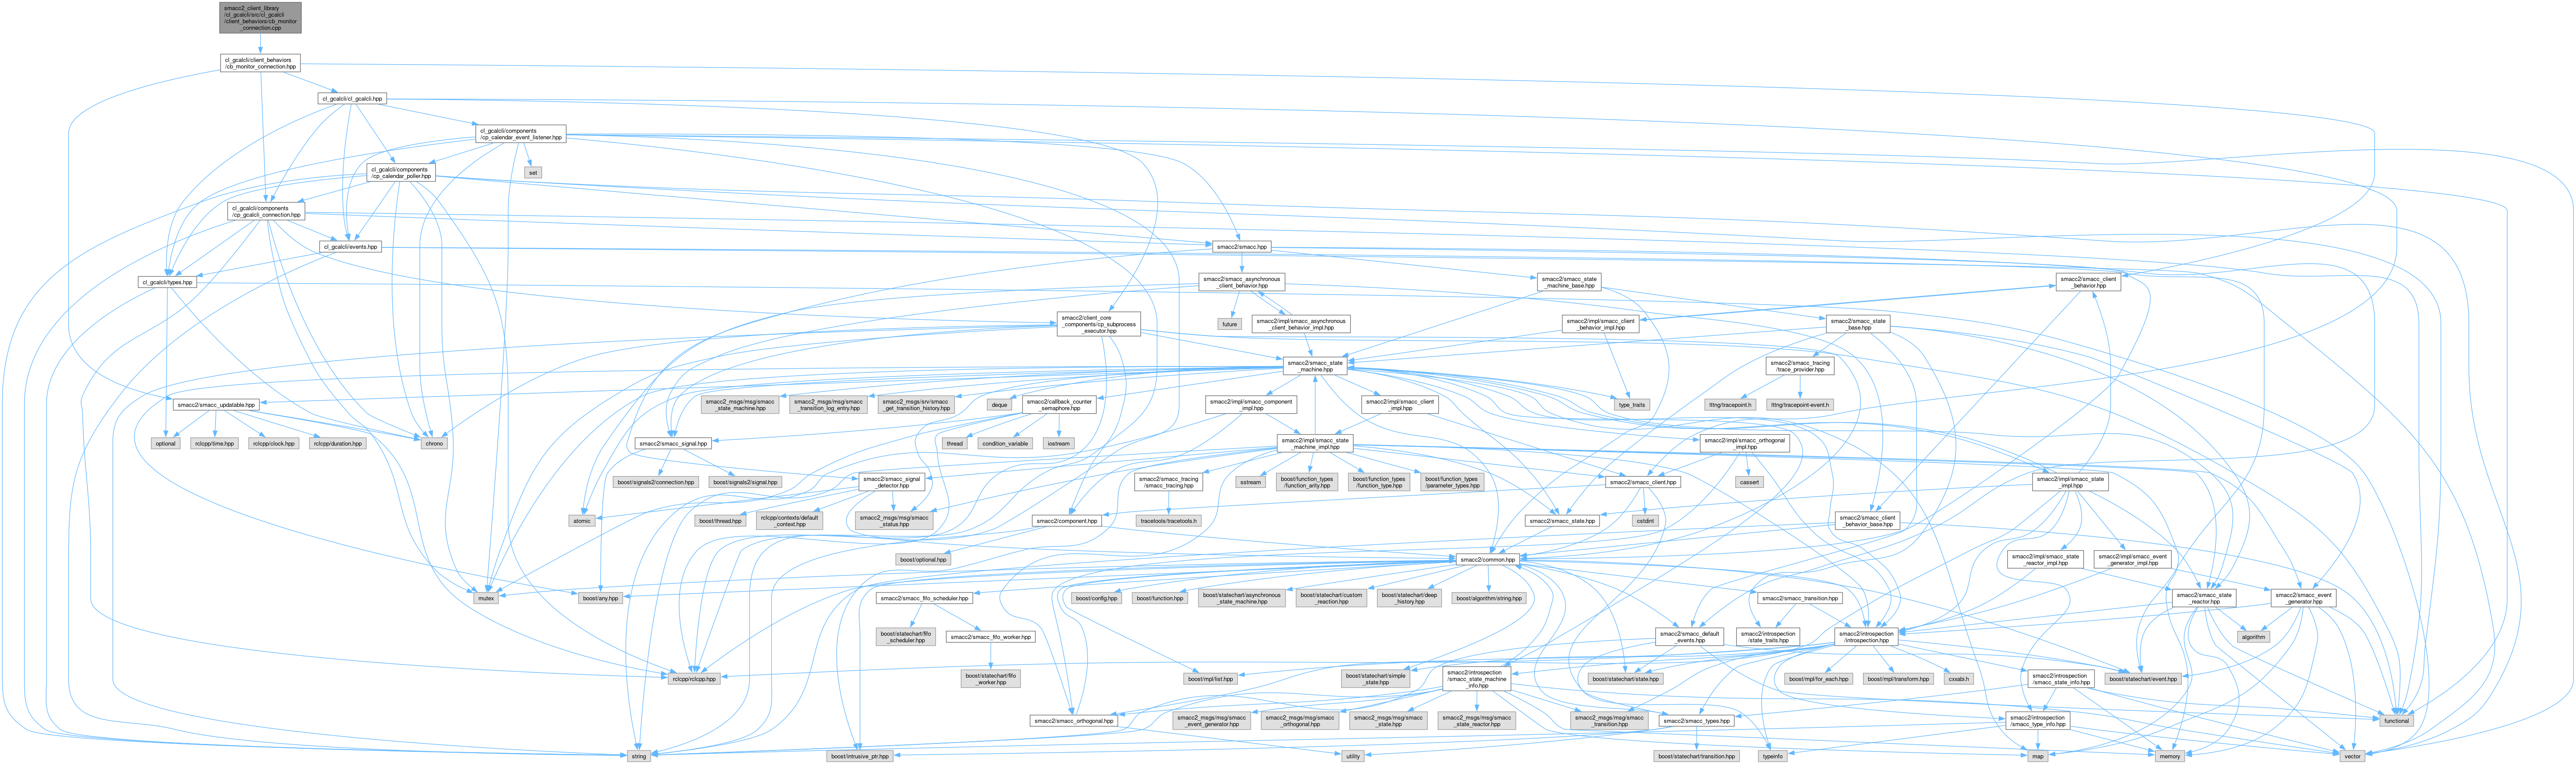 smacc2_client_library
/cl_gcalcli/src/cl_gcalcli
/client_behaviors/cb_monitor
_connection.cpp
cl_gcalcli/client_behaviors
/cb_monitor_connection.hpp
cl_gcalcli/cl_gcalcli.hpp
cl_gcalcli/components
/cp_calendar_event_listener.hpp
cl_gcalcli/components
/cp_calendar_poller.hpp
set
cl_gcalcli/components
/cp_gcalcli_connection.hpp
cl_gcalcli/events.hpp
smacc2/smacc.hpp
cl_gcalcli/types.hpp
smacc2/smacc_asynchronous
_client_behavior.hpp
smacc2/smacc_state
_machine_base.hpp
smacc2/smacc_client
_behavior.hpp
smacc2/client_core
_components/cp_subprocess
_executor.hpp
future
smacc2/impl/smacc_asynchronous
_client_behavior_impl.hpp
smacc2/impl/smacc_client
_behavior_impl.hpp
smacc2/smacc_state
_base.hpp
smacc2/smacc_state
_machine.hpp
smacc2/smacc_tracing
/trace_provider.hpp
smacc2/smacc_updatable.hpp
smacc2_msgs/msg/smacc
_state_machine.hpp
smacc2_msgs/msg/smacc
_transition_log_entry.hpp
smacc2_msgs/srv/smacc
_get_transition_history.hpp
deque
smacc2/callback_counter
_semaphore.hpp
smacc2/impl/smacc_component
_impl.hpp
smacc2/impl/smacc_client
_impl.hpp
type_traits
lttng/tracepoint.h
lttng/tracepoint-event.h
optional
rclcpp/time.hpp
rclcpp/clock.hpp
rclcpp/duration.hpp
chrono
smacc2/smacc_signal.hpp
thread
condition_variable
iostream
smacc2/impl/smacc_state
_machine_impl.hpp
smacc2/impl/smacc_orthogonal
_impl.hpp
boost/signals2/connection.hpp
boost/signals2/signal.hpp
smacc2/smacc_signal
_detector.hpp
smacc2/smacc_tracing
/smacc_tracing.hpp
sstream
boost/function_types
/function_arity.hpp
boost/function_types
/function_type.hpp
boost/function_types
/parameter_types.hpp
smacc2/smacc_client.hpp
cassert
smacc2/impl/smacc_state
_impl.hpp
atomic
boost/thread.hpp
rclcpp/contexts/default
_context.hpp
smacc2_msgs/msg/smacc
_status.hpp
smacc2/component.hpp
tracetools/tracetools.h
smacc2/smacc_state.hpp
cstdint
smacc2/smacc_client
_behavior_base.hpp
boost/optional.hpp
smacc2/common.hpp
smacc2/impl/smacc_state
_reactor_impl.hpp
smacc2/impl/smacc_event
_generator_impl.hpp
mutex
boost/any.hpp
smacc2/smacc_fifo_scheduler.hpp
boost/config.hpp
boost/function.hpp
boost/statechart/asynchronous
_state_machine.hpp
boost/statechart/custom
_reaction.hpp
boost/statechart/deep
_history.hpp
boost/algorithm/string.hpp
smacc2/smacc_transition.hpp
smacc2/smacc_state
_reactor.hpp
smacc2/smacc_event
_generator.hpp
boost/statechart/fifo
_scheduler.hpp
smacc2/smacc_fifo_worker.hpp
smacc2/smacc_default
_events.hpp
smacc2/introspection
/state_traits.hpp
smacc2/introspection
/introspection.hpp
algorithm
rclcpp/rclcpp.hpp
boost/statechart/fifo
_worker.hpp
boost/mpl/list.hpp
boost/statechart/simple
_state.hpp
smacc2/introspection
/smacc_state_machine
_info.hpp
boost/statechart/state.hpp
boost/mpl/for_each.hpp
boost/mpl/transform.hpp
cxxabi.h
smacc2/introspection
/smacc_state_info.hpp
boost/statechart/event.hpp
smacc2/smacc_orthogonal.hpp
smacc2_msgs/msg/smacc
_event_generator.hpp
smacc2_msgs/msg/smacc
_orthogonal.hpp
smacc2_msgs/msg/smacc
_state.hpp
smacc2_msgs/msg/smacc
_state_reactor.hpp
smacc2_msgs/msg/smacc
_transition.hpp
smacc2/smacc_types.hpp
smacc2/introspection
/smacc_type_info.hpp
functional
string
boost/intrusive_ptr.hpp
utility
boost/statechart/transition.hpp
typeinfo
map
memory
vector